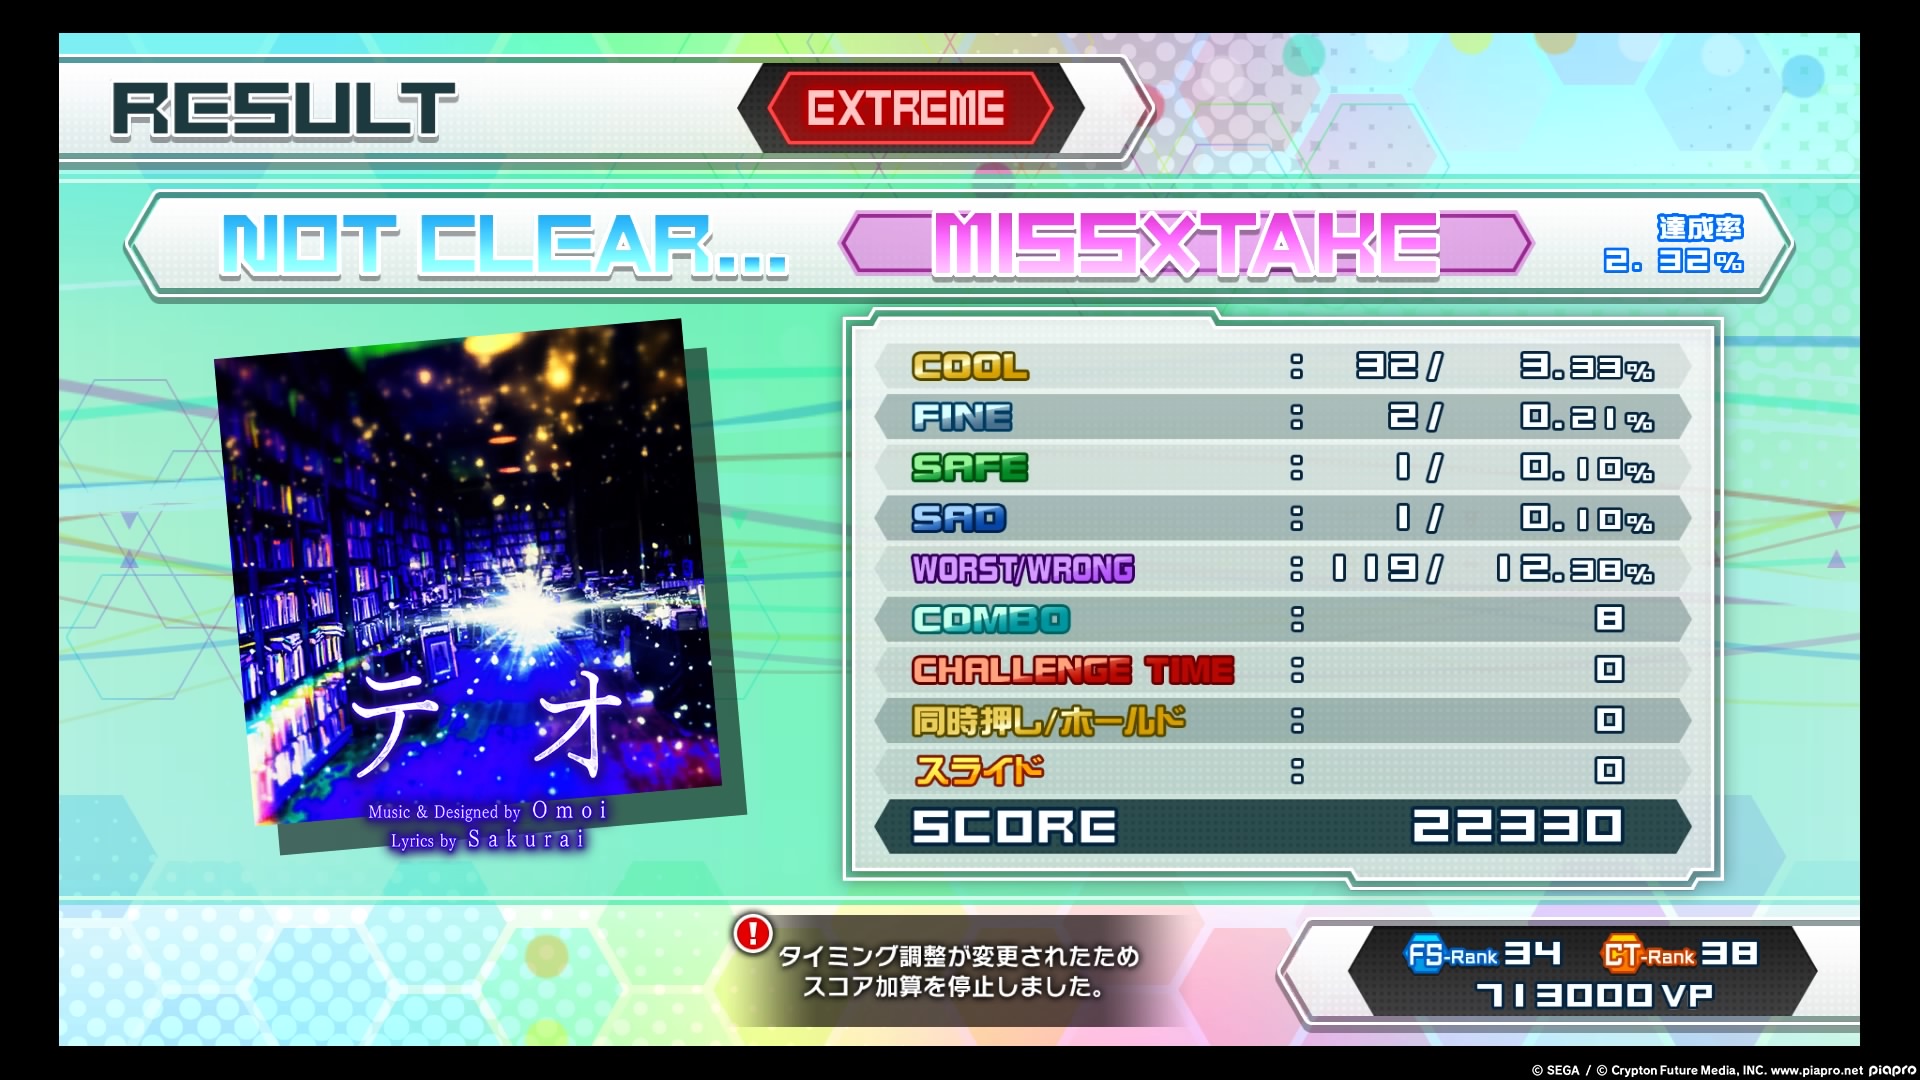 RESULT
EXTREME
NOT CLEAR...
MISS×TAKE
達成率
2.32%
COOL : 32/ 3.33%
FINE : 2/ 0.21%
SAFE : 1/ 0.10%
SAD : 1/ 0.10%
WORST/WRONG : 119/ 12.38%
COMBO : 8
CHALLENGE TIME : 0
同時押し/ホールド : 0
スライド : 0
SCORE 22330
テオ
Music & Designed by Omoi
Lyrics by Sakurai
!
タイミング調整が変更されたため
スコア加算を停止しました。
FS-Rank 34 CT-Rank 38
713000 VP
© SEGA / © Crypton Future Media, INC. www.piapro.net piapro